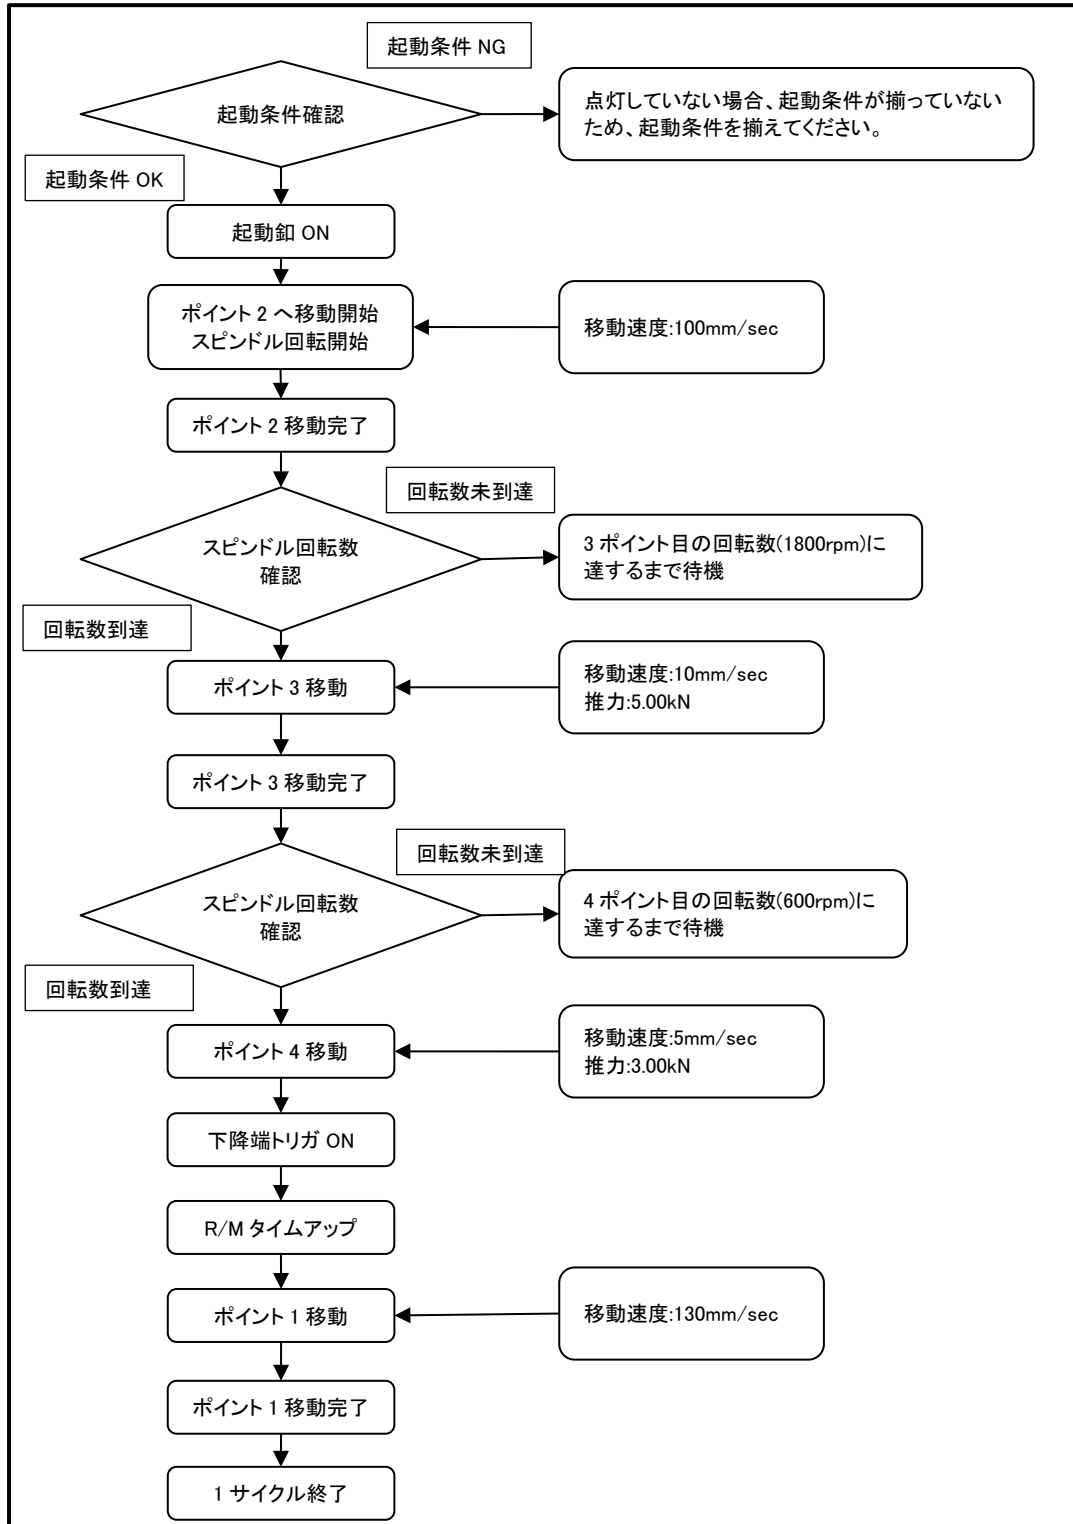 起動条件 NG
起動条件確認
点灯していない場合、起動条件が揃っていない
ため、起動条件を揃えてください。
起動条件 OK
起動釦 ON
ポイント 2 へ移動開始
スピンドル回転開始
移動速度:100mm/sec
ポイント 2 移動完了
回転数未到達
スピンドル回転数
確認
3 ポイント目の回転数(1800rpm)に
達するまで待機
回転数到達
ポイント 3 移動
移動速度:10mm/sec
推力:5.00kN
ポイント 3 移動完了
回転数未到達
スピンドル回転数
確認
4 ポイント目の回転数(600rpm)に
達するまで待機
回転数到達
ポイント 4 移動
移動速度:5mm/sec
推力:3.00kN
下降端トリガ ON
R/M タイムアップ
ポイント 1 移動
移動速度:130mm/sec
ポイント 1 移動完了
1 サイクル終了